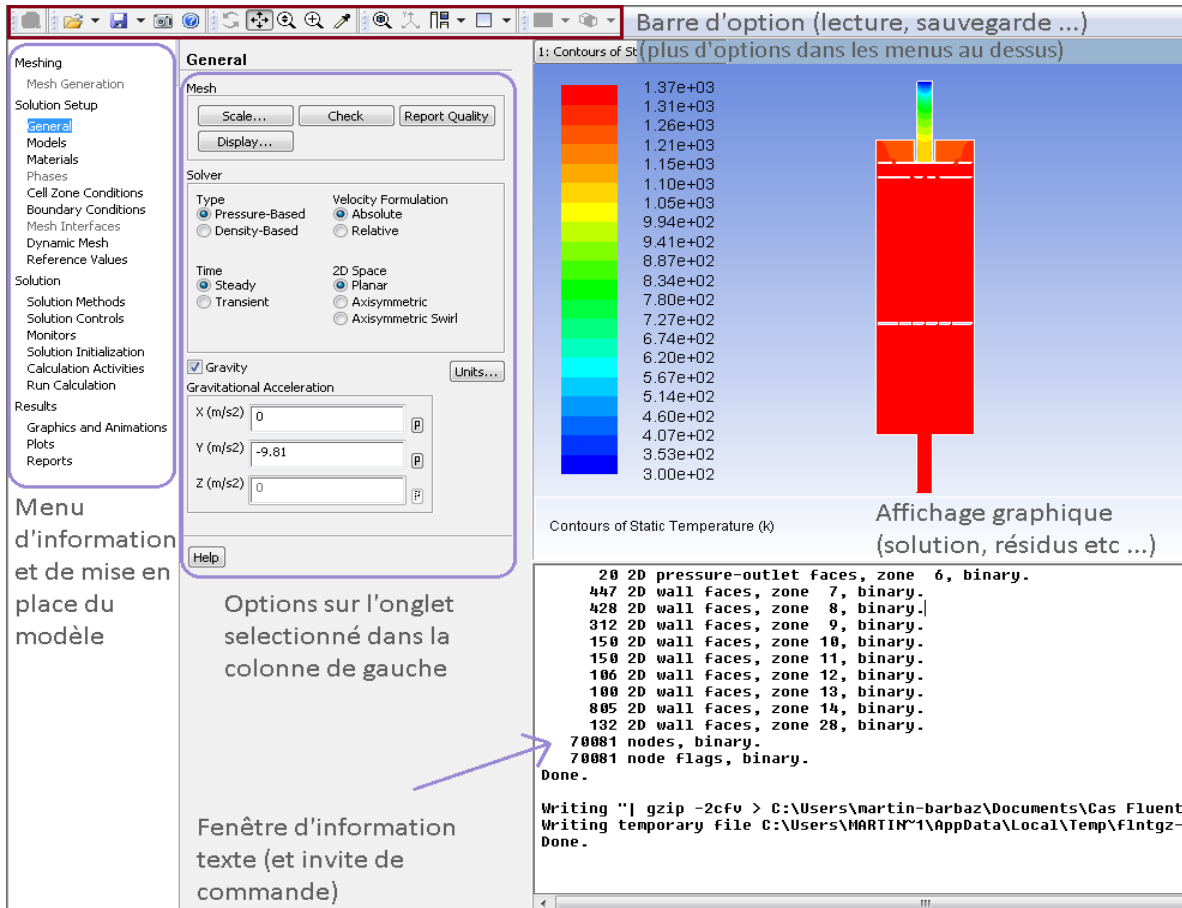 Barre d'option (lecture, sauvegarde ...)
(plus d'options dans les menus au dessus)
Meshing
Mesh Generation
Solution Setup
General
Models
Materials
Phases
Cell Zone Conditions
Boundary Conditions
Mesh Interfaces
Dynamic Mesh
Reference Values
Solution
Solution Methods
Solution Controls
Monitors
Solution Initialization
Calculation Activities
Run Calculation
Results
Graphics and Animations
Plots
Reports
Menu
d'information
et de mise en
place du
modèle
General
Mesh
Scale... Check Report Quality
Display...
Solver
Type Velocity Formulation
Pressure-Based Absolute
Density-Based Relative
Time 2D Space
Steady Planar
Transient Axisymmetric
Axisymmetric Swirl
Gravity Units...
Gravitational Acceleration
X (m/s2) 0 P
Y (m/s2) -9.81 P
Z (m/s2) 0 P
Help
Options sur l'onglet
selectionné dans la
colonne de gauche
Fenêtre d'information
texte (et invite de
commande)
1: Contours of St
1.37e+03
1.31e+03
1.26e+03
1.21e+03
1.15e+03
1.10e+03
1.05e+03
9.94e+02
9.41e+02
8.87e+02
8.34e+02
7.80e+02
7.27e+02
6.74e+02
6.20e+02
5.67e+02
5.14e+02
4.60e+02
4.07e+02
3.53e+02
3.00e+02
Contours of Static Temperature (k)
Affichage graphique
(solution, résidus etc ...)
20 2D pressure-outlet faces, zone 6, binary.
447 2D wall faces, zone 7, binary.
428 2D wall faces, zone 8, binary.
312 2D wall faces, zone 9, binary.
150 2D wall faces, zone 10, binary.
150 2D wall faces, zone 11, binary.
106 2D wall faces, zone 12, binary.
100 2D wall faces, zone 13, binary.
805 2D wall faces, zone 14, binary.
132 2D wall faces, zone 28, binary.
70081 nodes, binary.
70081 node flags, binary.
Done.
Writing "| gzip -2cfv > C:\Users\martin-barbaz\Documents\Cas Fluent
Writing temporary file C:\Users\MARTIN~1\AppData\Local\Temp\flntgz-
Done.